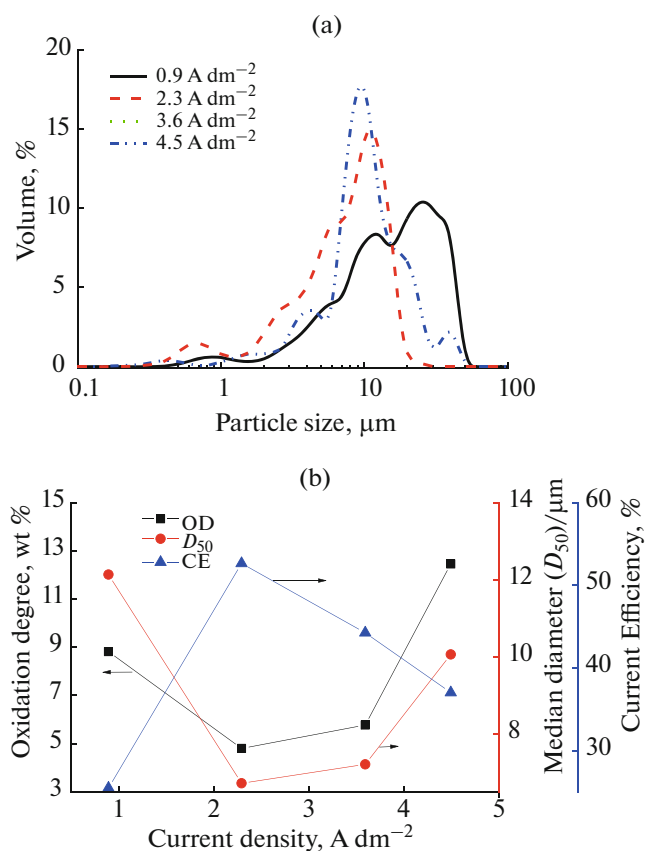 (a)
20
15
10
5
0
Volume, %
0.9 A dm−2
2.3 A dm−2
3.6 A dm−2
4.5 A dm−2
0.1 1 10 100
Particle size, μm
(b)
15
13
11
9
7
5
3
Oxidation degree, wt %
OD
D50
CE
14
12
10
8
Median diameter (D50)/μm
60
50
40
30
Current Efficiency, %
1 2 3 4 5
Current density, A dm−2